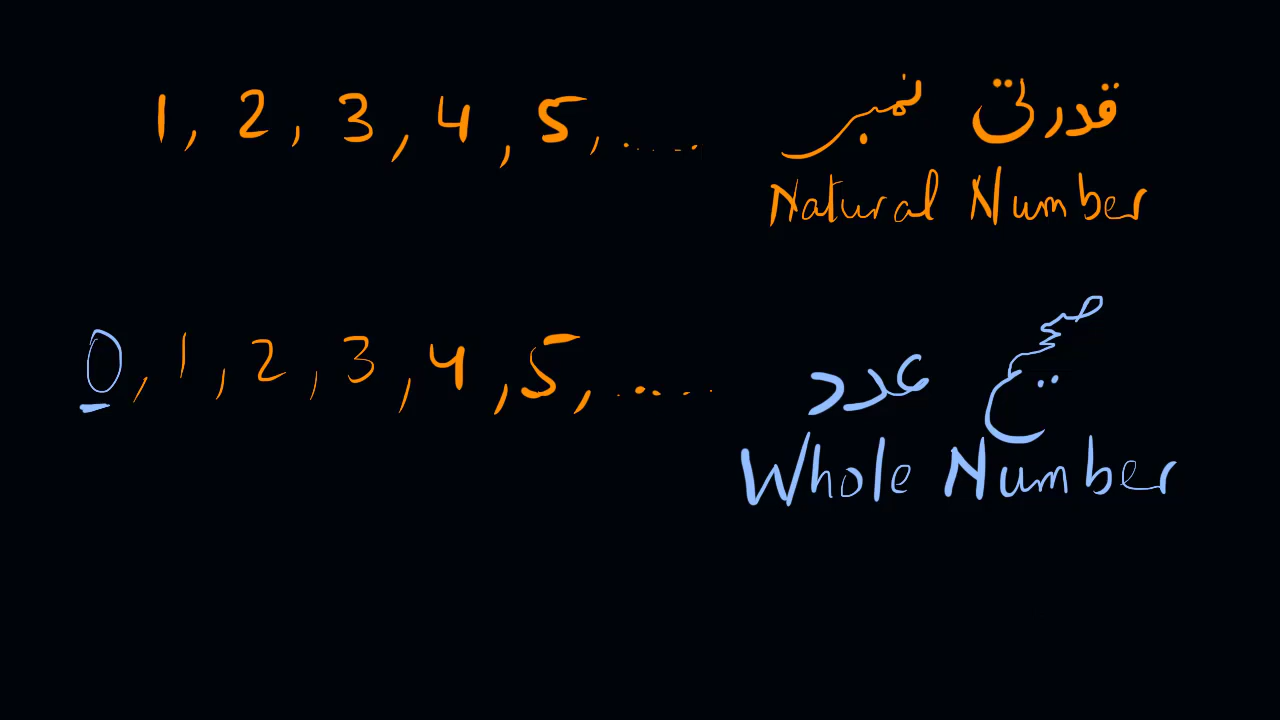 1, 2, 3, 4, 5, ..... قدرتی نمبر
Natural Number
0, 1, 2, 3, 4, 5, ..... صحیح عدد
Whole Number